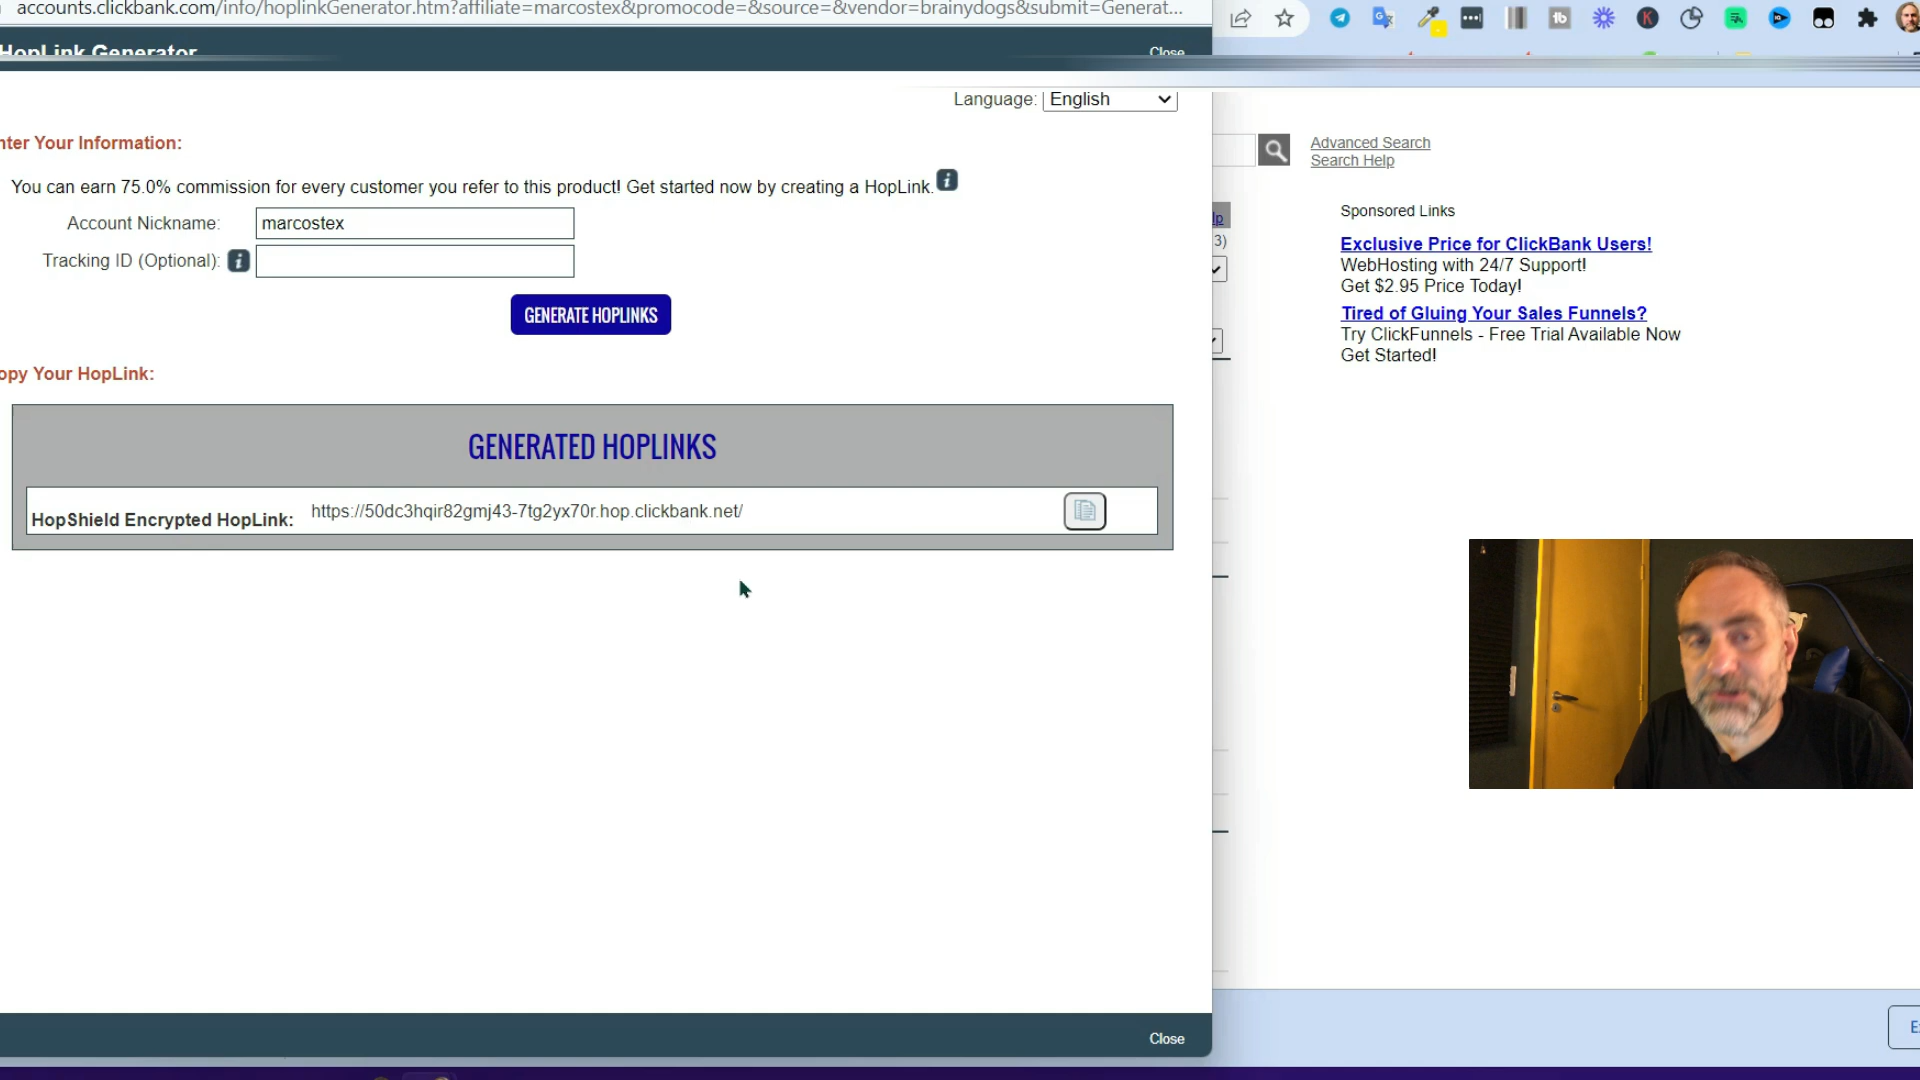 accounts.clickbank.com/info/hoplinkGenerator.htm?affiliate=marcostex&promocode=&source=&vendor=brainydogs&submit=Generat...
HopLink Generator
Close
Language: English
nter Your Information:
You can earn 75.0% commission for every customer you refer to this product! Get started now by creating a HopLink.
Account Nickname: marcostex
Tracking ID (Optional):
GENERATE HOPLINKS
opy Your HopLink:
GENERATED HOPLINKS
HopShield Encrypted HopLink: https://50dc3hqir82gmj43-7tg2yx70r.hop.clickbank.net/
Close
Advanced Search
Search Help
lp
3)
Sponsored Links
Exclusive Price for ClickBank Users!
WebHosting with 24/7 Support!
Get $2.95 Price Today!
Tired of Gluing Your Sales Funnels?
Try ClickFunnels - Free Trial Available Now
Get Started!